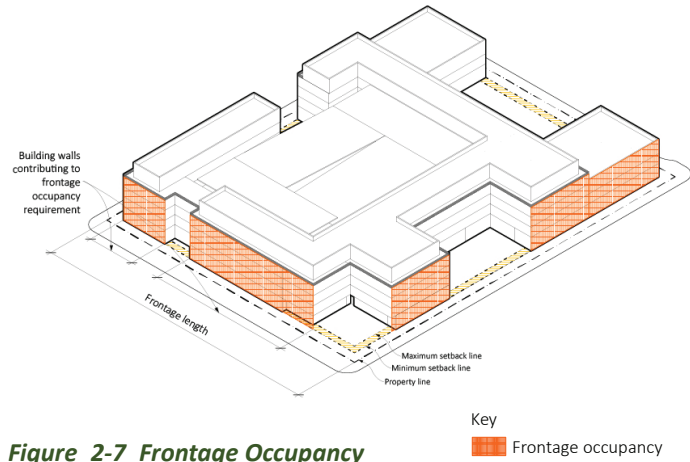 Building walls
contributing to
frontage
occupancy
requirement
Frontage length
Maximum setback line
Minimum setback line
Property line
Key
Frontage occupancy
Figure 2-7 Frontage Occupancy